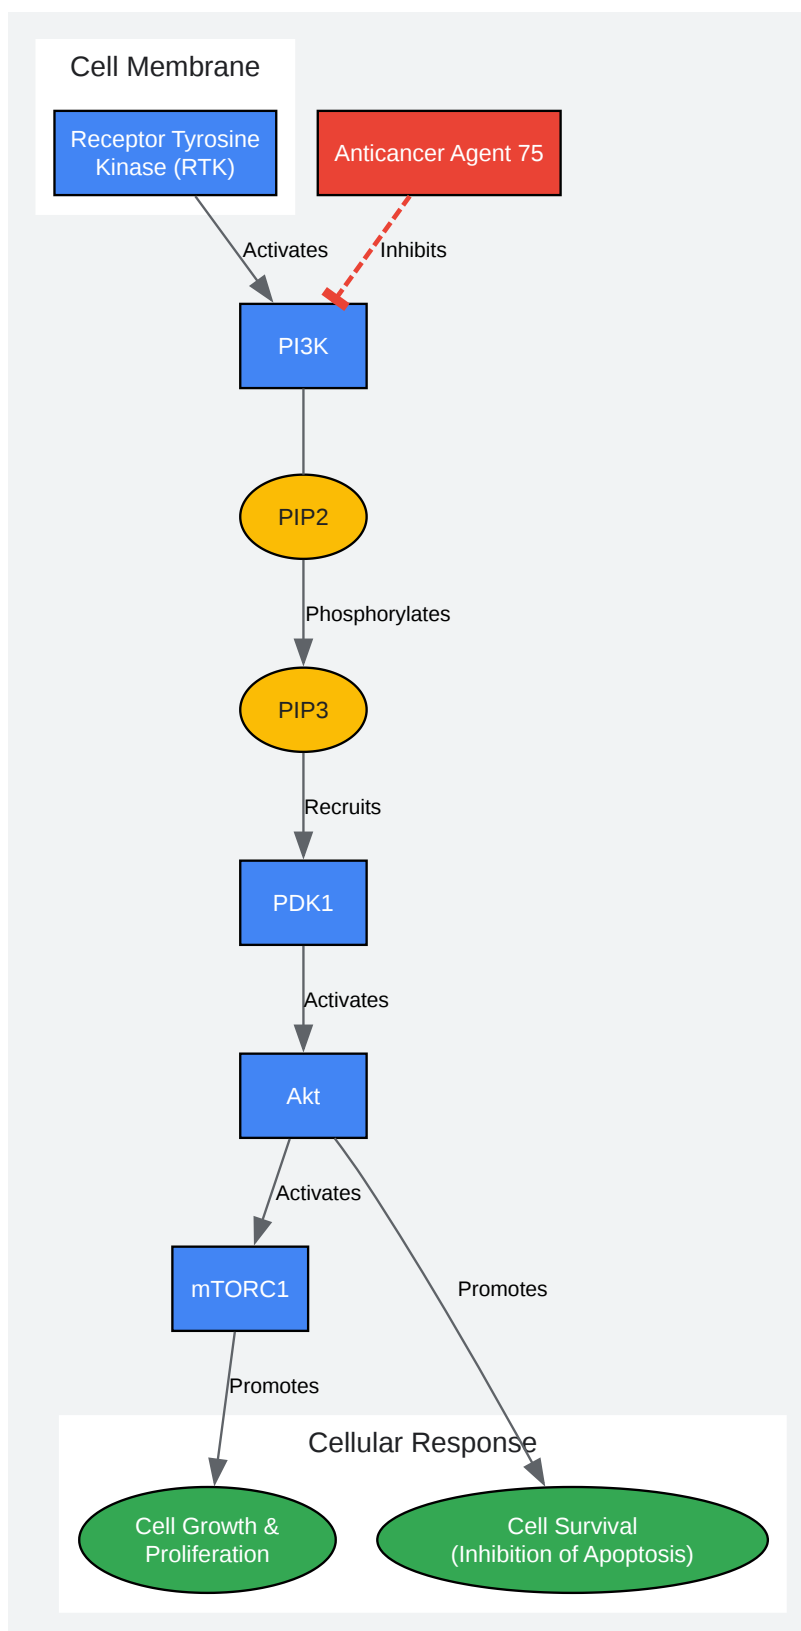 Cell Membrane
Receptor Tyrosine
Kinase (RTK)
Anticancer Agent 75
Activates
Inhibits
PI3K
PIP2
Phosphorylates
PIP3
Recruits
PDK1
Activates
Akt
Activates
mTORC1
Promotes
Promotes
Cellular Response
Cell Growth &
Proliferation
Cell Survival
(Inhibition of Apoptosis)